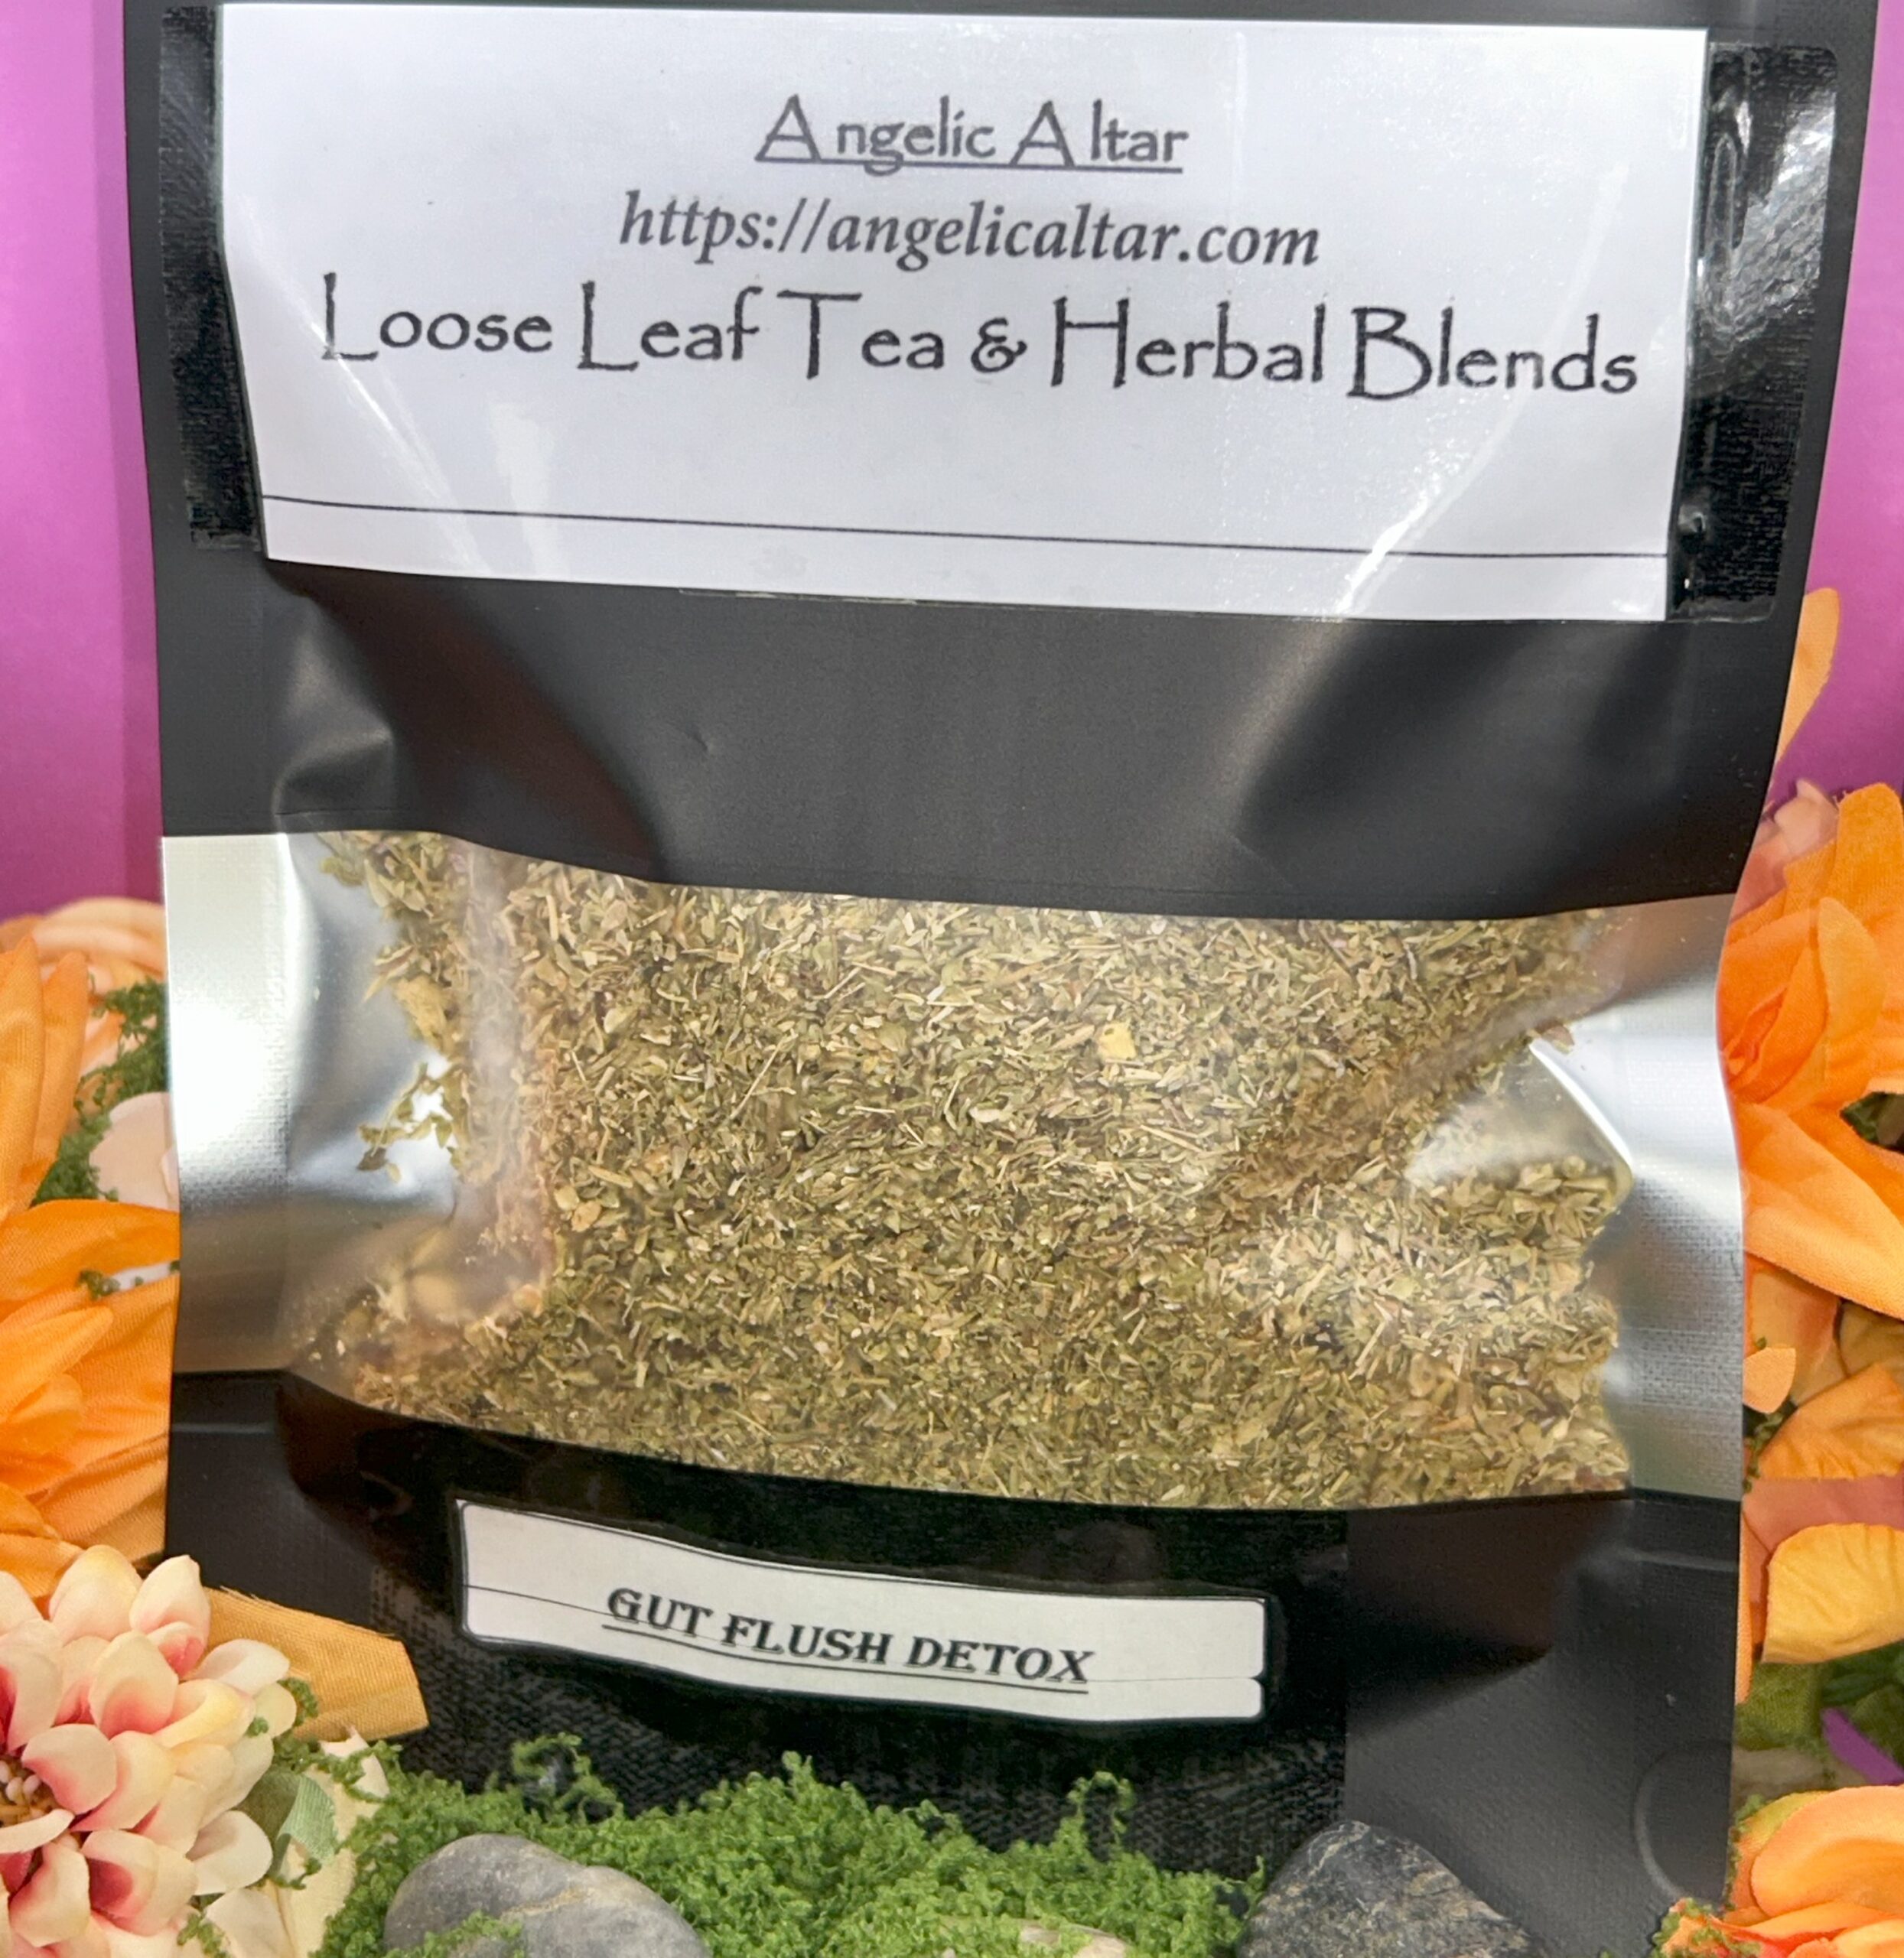 Angelic Altar
https://angelicaltar.com
Loose Leaf Tea & Herbal Blends
GUT FLUSH DETOX